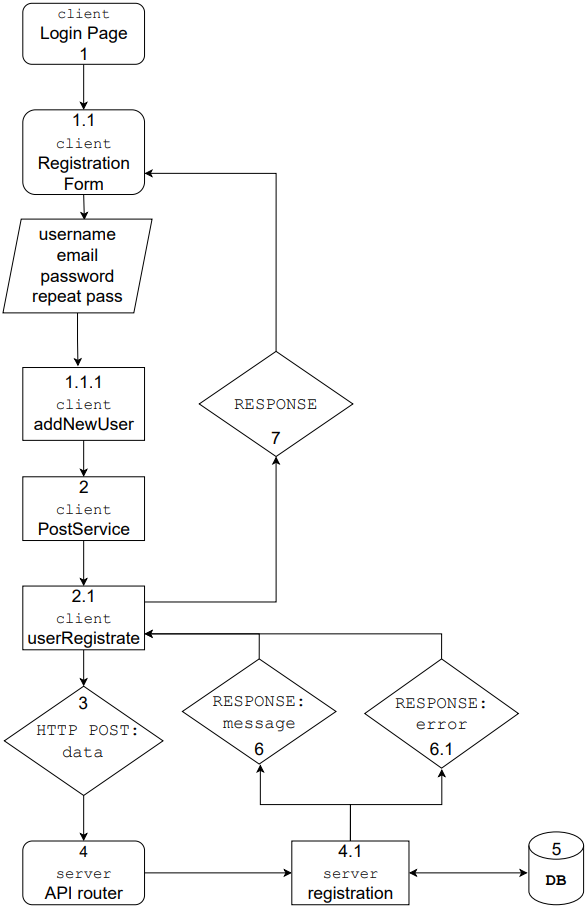 client
Login Page
1
1.1
client
Registration
Form
username
email
password
repeat pass
1.1.1
client
addNewUser
RESPONSE
7
2
client
PostService
2.1
client
userRegistrate
3
HTTP POST:
data
RESPONSE:
message
6
RESPONSE:
error
6.1
4
server
API router
4.1
server
registration
5
DB